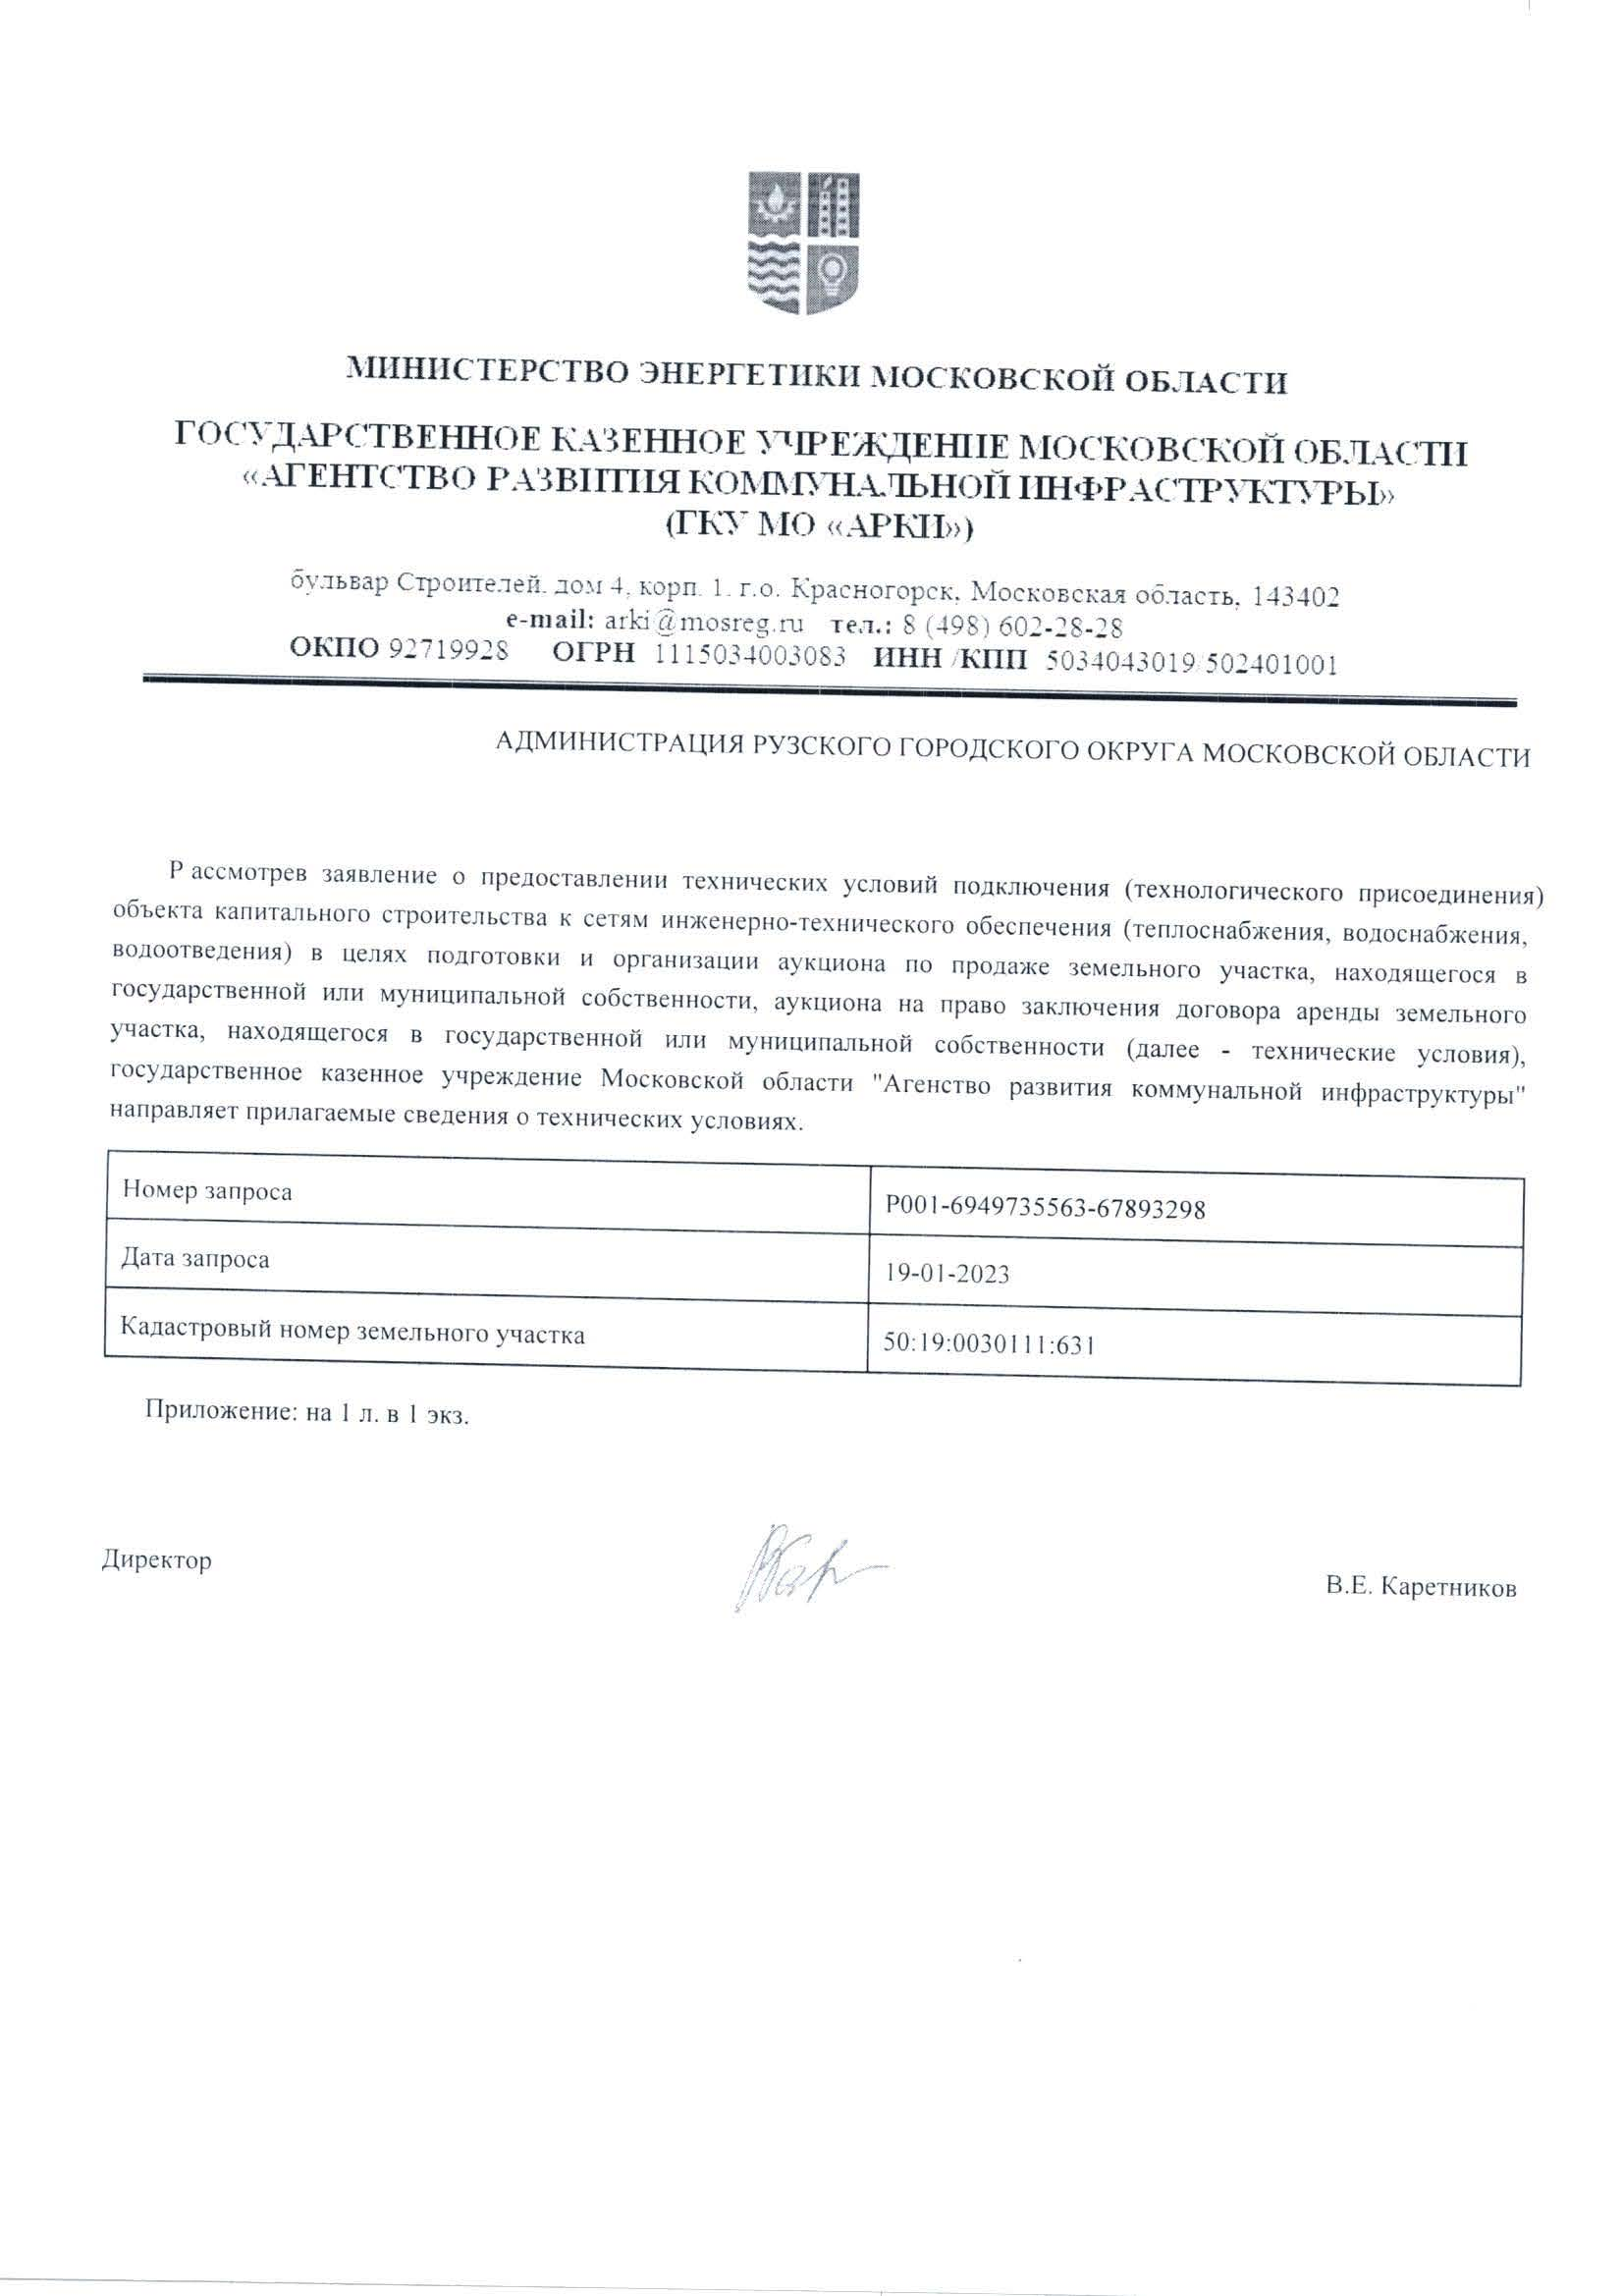 МИНИСТЕРСТВО ЭНЕРГЕТИКИ МОСКОВСКОЙ ОБЛАСТИ
ГОСУДАРСТВЕННОЕ КАЗЕННОЕ УЧРЕЖДЕНИЕ МОСКОВСКОЙ ОБЛАСТИ
«АГЕНТСТВО РАЗВИТИЯ КОММУНАЛЬНОЙ ИНФРАСТРУКТУРЫ»
(ГКУ МО «АРКИ»)
бульвар Строителей, дом 4, корп. 1, г.о. Красногорск, Московская область, 143402
e-mail: arki@mosreg.ru тел.: 8 (498) 602-28-28
ОКПО 92719928 ОГРН 1115034003083 ИНН /КПП 5034043019/502401001
АДМИНИСТРАЦИЯ РУЗСКОГО ГОРОДСКОГО ОКРУГА МОСКОВСКОЙ ОБЛАСТИ
Р ассмотрев заявление о предоставлении технических условий подключения (технологического присоединения)
объекта капитального строительства к сетям инженерно-технического обеспечения (теплоснабжения, водоснабжения,
водоотведения) в целях подготовки и организации аукциона по продаже земельного участка, находящегося в
государственной или муниципальной собственности, аукциона на право заключения договора аренды земельного
участка, находящегося в государственной или муниципальной собственности (далее - технические условия),
государственное казенное учреждение Московской области "Агенство развития коммунальной инфраструктуры"
направляет прилагаемые сведения о технических условиях.
Номер запроса P001-6949735563-67893298
Дата запроса 19-01-2023
Кадастровый номер земельного участка 50:19:0030111:631
Приложение: на 1 л. в 1 экз.
Директор В.Е. Каретников